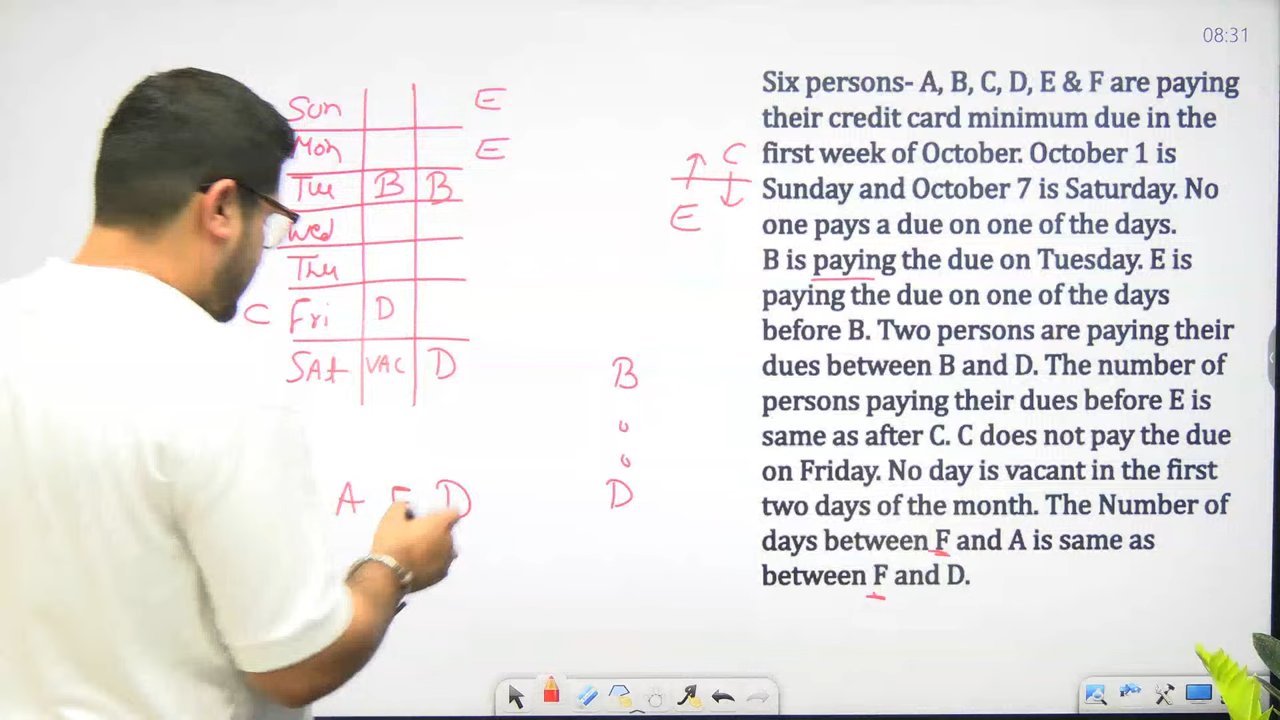 08:31
Six persons- A, B, C, D, E & F are paying
their credit card minimum due in the
first week of October. October 1 is
Sunday and October 7 is Saturday. No
one pays a due on one of the days.
B is paying the due on Tuesday. E is
paying the due on one of the days
before B. Two persons are paying their
dues between B and D. The number of
persons paying their dues before E is
same as after C. C does not pay the due
on Friday. No day is vacant in the first
two days of the month. The Number of
days between F and A is same as
between F and D.
Sun E
Mon E
Tue B B
Wed
Thu
C Fri D
SAt VAC D
C
E
B
D
A F D